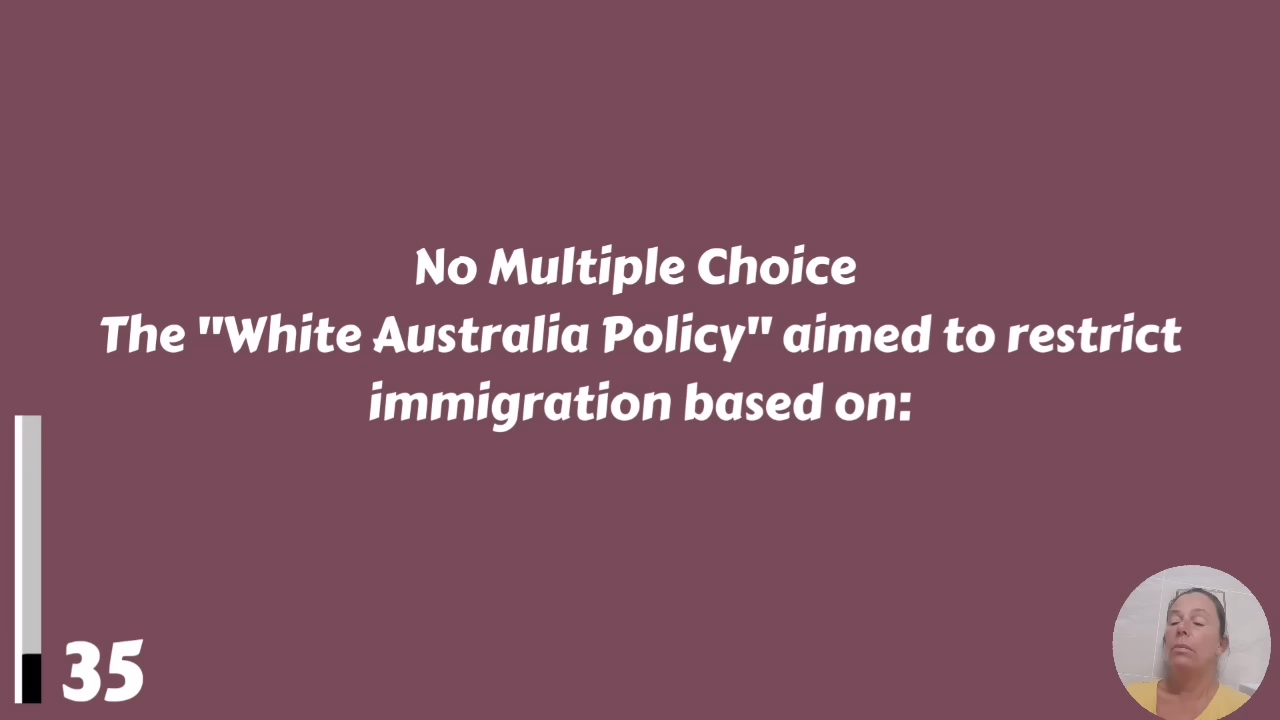 No Multiple Choice
The "White Australia Policy" aimed to restrict
immigration based on:
35